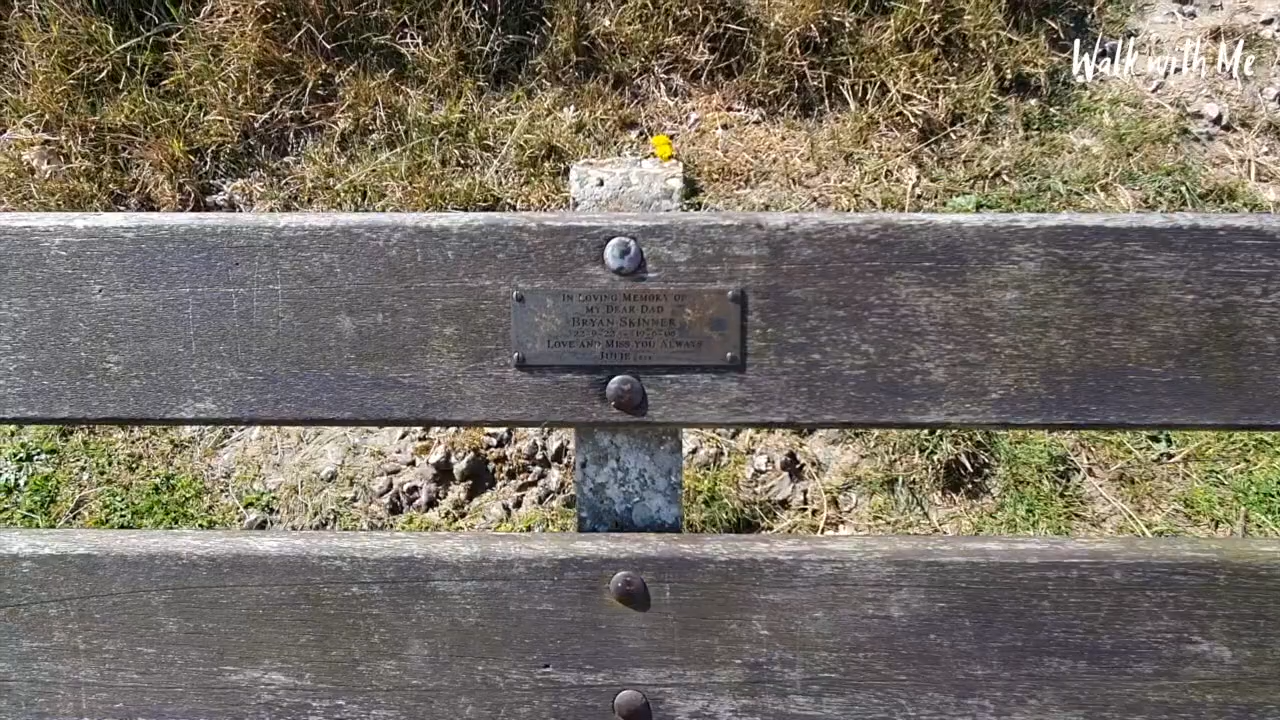 Walk with Me
IN LOVING MEMORY OF
MY DEAR DAD
BRYAN SKINNER
LOVE AND MISS YOU ALWAYS
JULIE